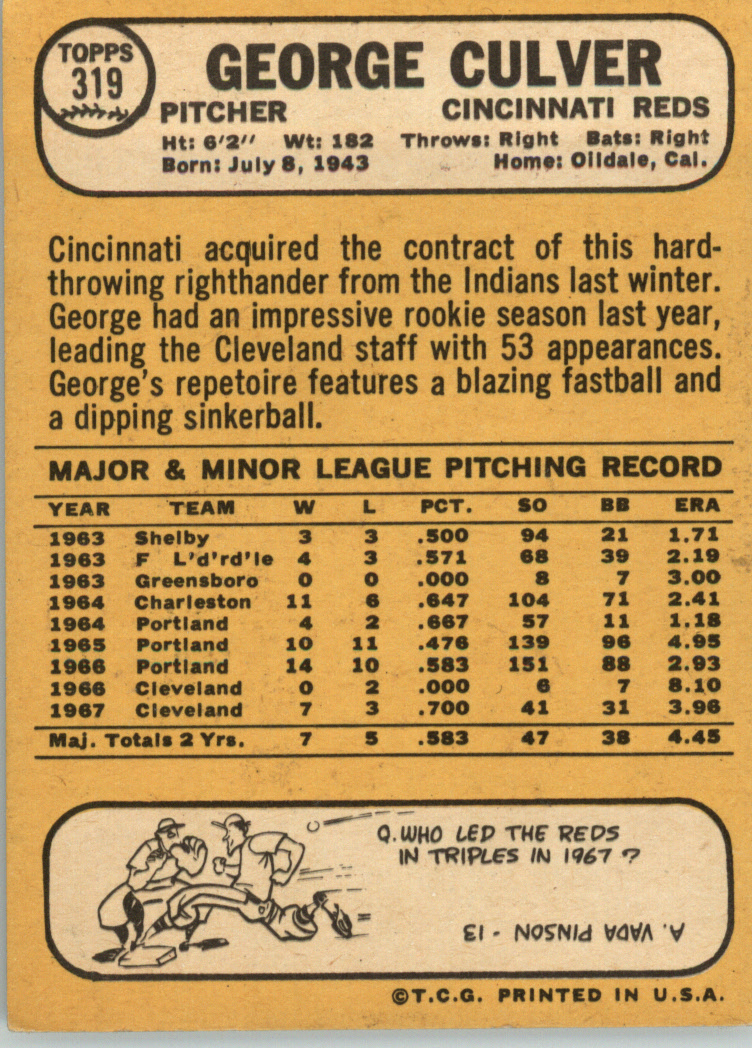 TOPPS
319
GEORGE CULVER
PITCHER CINCINNATI REDS
Ht: 6'2" Wt: 182 Throws: Right Bats: Right
Born: July 8, 1943 Home: Olldale, Cal.
Cincinnati acquired the contract of this hard-
throwing righthander from the Indians last winter.
George had an impressive rookie season last year,
leading the Cleveland staff with 53 appearances.
George's repetoire features a blazing fastball and
a dipping sinkerball.
MAJOR & MINOR LEAGUE PITCHING RECORD
YEAR TEAM W L PCT. SO BB ERA
1963 Shelby 3 3 .500 94 21 1.71
1963 F L'd'rd'le 4 3 .571 68 39 2.19
1963 Greensboro 0 0 .000 8 7 3.00
1964 Charleston 11 6 .647 104 71 2.41
1964 Portland 4 2 .667 57 11 1.18
1965 Portland 10 11 .476 139 96 4.95
1966 Portland 14 10 .583 151 88 2.93
1966 Cleveland 0 2 .000 6 7 8.10
1967 Cleveland 7 3 .700 41 31 3.96
Maj. Totals 2 Yrs. 7 5 .583 47 38 4.45
Q. WHO LED THE REDS
IN TRIPLES IN 1967 ?
A. VADA PINSON - 13
©T.C.G. PRINTED IN U.S.A.